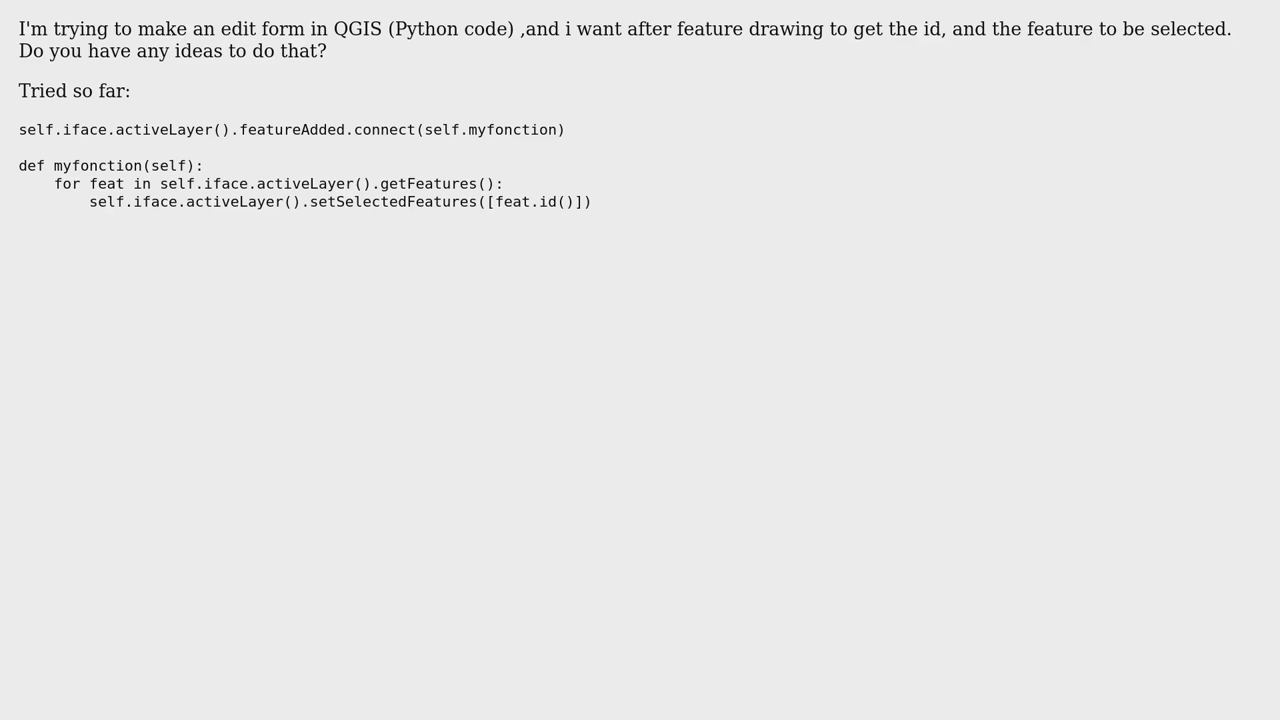 I'm trying to make an edit form in QGIS (Python code) ,and i want after feature drawing to get the id, and the feature to be selected.
Do you have any ideas to do that?
Tried so far:
self.iface.activeLayer().featureAdded.connect(self.myfonction)
def myfonction(self):
    for feat in self.iface.activeLayer().getFeatures():
        self.iface.activeLayer().setSelectedFeatures([feat.id()])